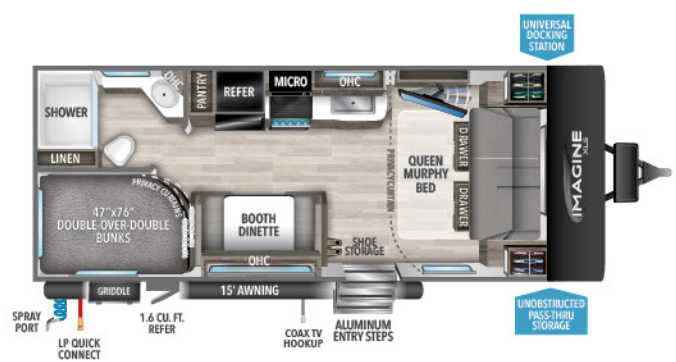 UNIVERSAL
DOCKING
STATION
OHC
PANTRY
REFER
MICRO
OHC
SHOWER
LINEN
PRIVACY CURTAINS
47"x76"
DOUBLE-OVER-DOUBLE
BUNKS
BOOTH
DINETTE
OHC
SHOE
STORAGE
PRIVACY CURTAIN
QUEEN
MURPHY
BED
DRAWER
DRAWER
IMAGINE
XLS
GRIDDLE
15' AWNING
SPRAY
PORT
LP QUICK
CONNECT
1.6 CU. FT.
REFER
COAX TV
HOOKUP
ALUMINUM
ENTRY STEPS
UNOBSTRUCTED
PASS-THRU
STORAGE